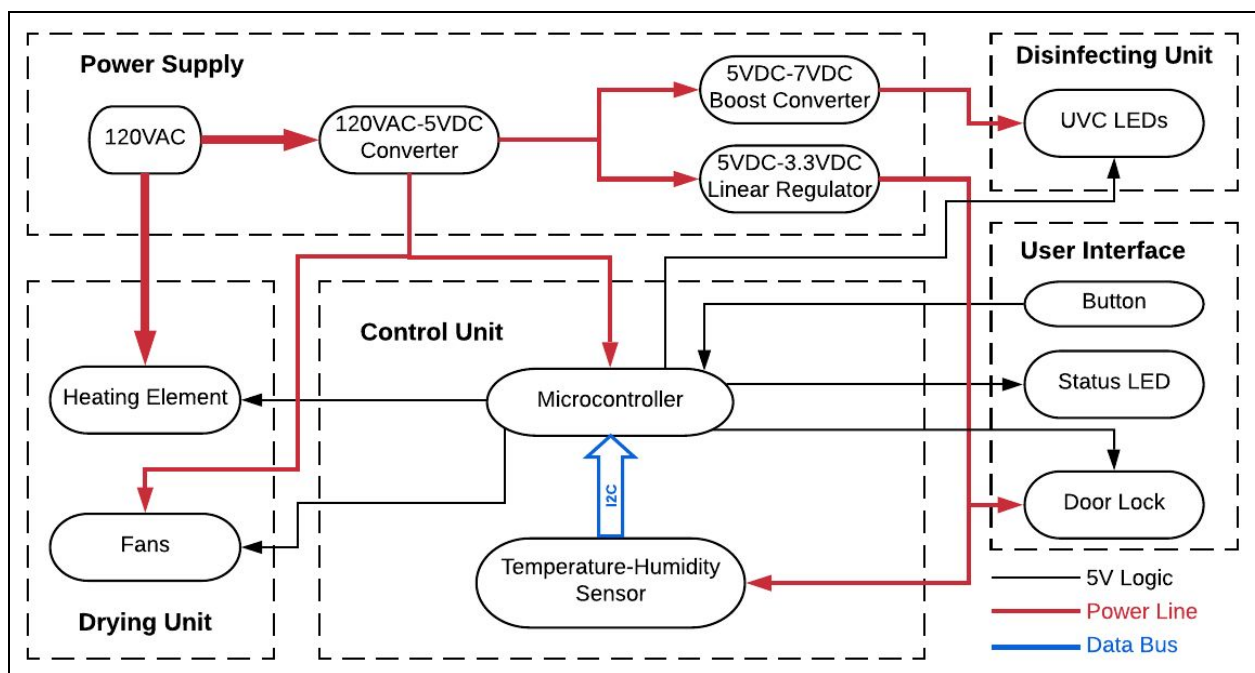 Power Supply
120VAC
120VAC-5VDC
Converter
5VDC-7VDC
Boost Converter
5VDC-3.3VDC
Linear Regulator
Disinfecting Unit
UVC LEDs
User Interface
Button
Status LED
Door Lock
Control Unit
Microcontroller
I2C
Temperature-Humidity
Sensor
Heating Element
Fans
Drying Unit
5V Logic
Power Line
Data Bus